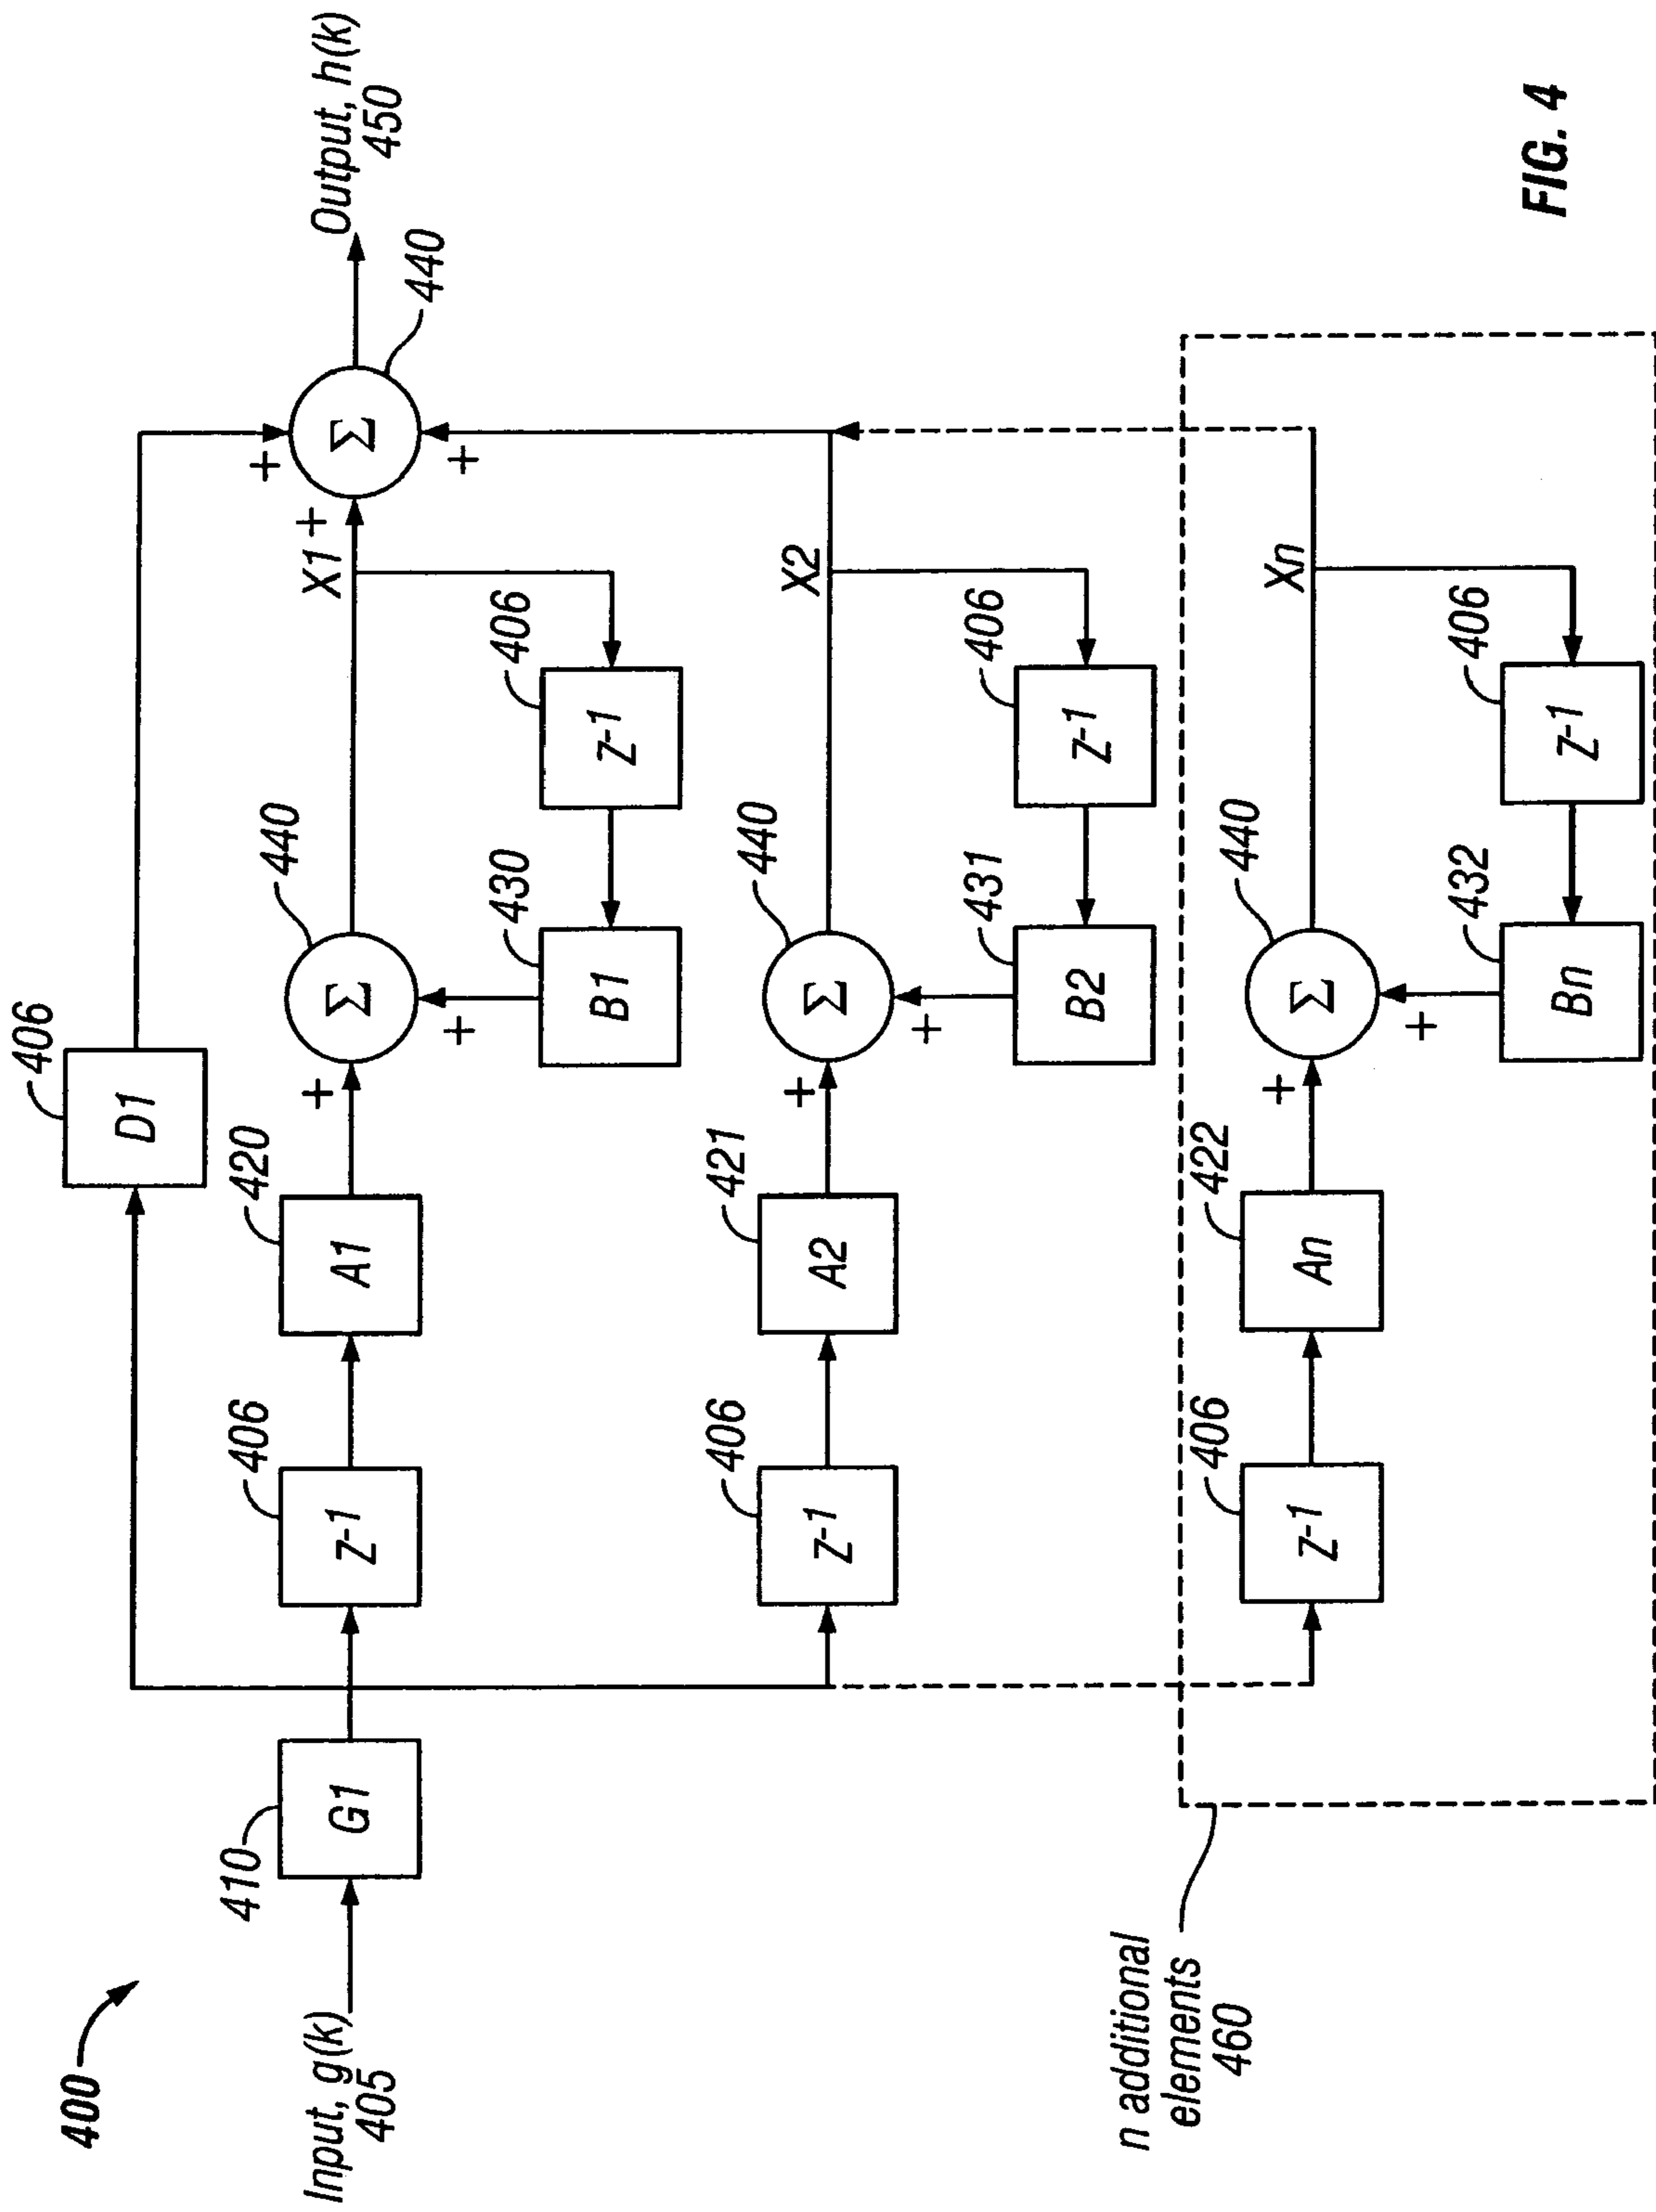 400
406
D1
Input, g(k)
405
410
G1
406
Z-1
420
A1
+
440
Σ
X1
+
+
440
Σ
Output, h(k)
450
+
430
B1
406
Z-1
+
406
Z-1
421
A2
+
440
Σ
X2
+
431
B2
406
Z-1
n additional
elements
460
406
Z-1
422
An
+
440
Σ
Xn
+
432
Bn
406
Z-1
FIG. 4